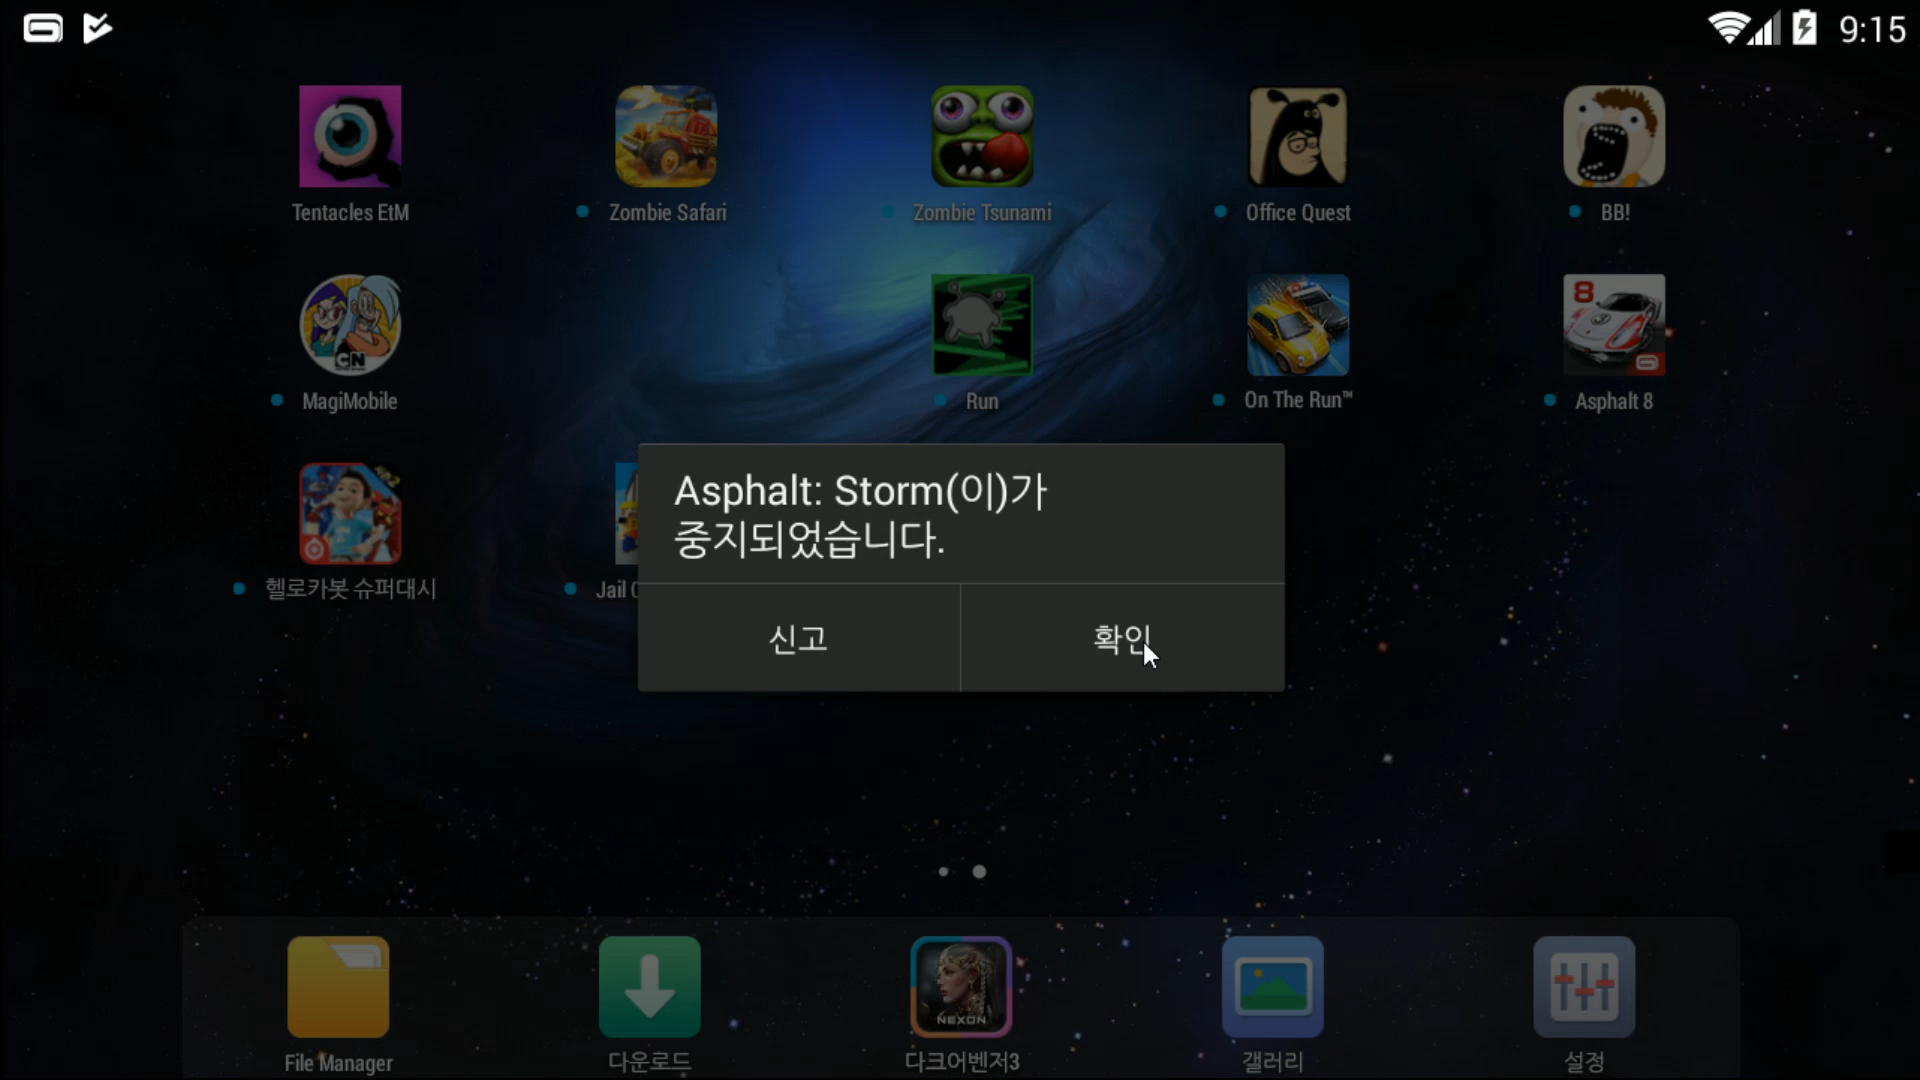 9:15
Tentacles EtM
Zombie Safari
Zombie Tsunami
Office Quest
BB!
CN
8
MagiMobile
Run
On The Run™
Asphalt 8
Asphalt: Storm(이)가
중지되었습니다.
헬로카봇 슈퍼대시
Jail
신고
확인
NEXON
File Manager
다운로드
다크어벤저3
갤러리
설정